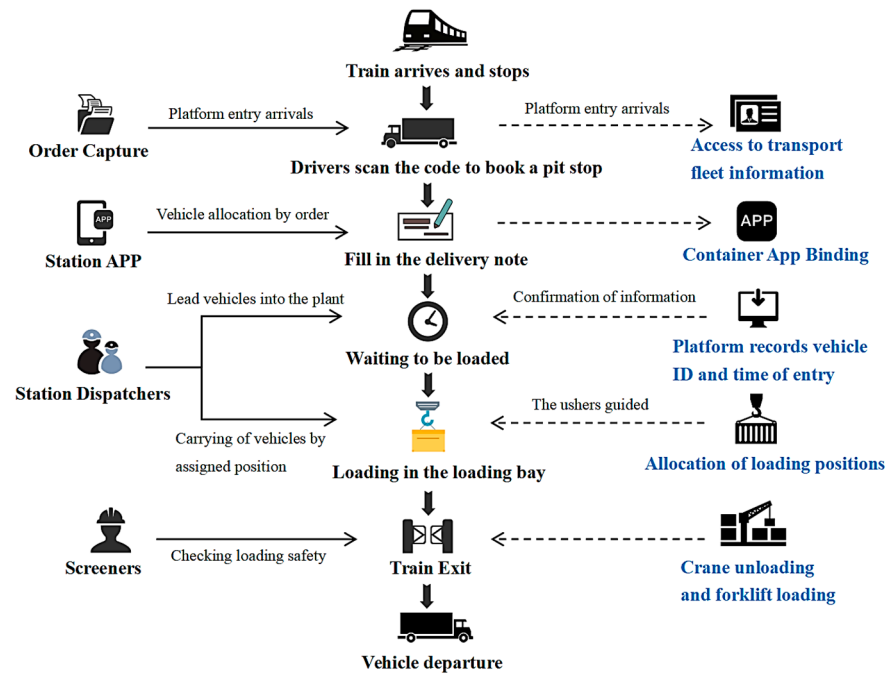 Train arrives and stops
Platform entry arrivals
Platform entry arrivals
Order Capture
Drivers scan the code to book a pit stop
Access to transport
fleet information
APP
Vehicle allocation by order
Station APP
Fill in the delivery note
APP
Container App Binding
Lead vehicles into the plant
Confirmation of information
Waiting to be loaded
Platform records vehicle
ID and time of entry
Station Dispatchers
The ushers guided
Carrying of vehicles by
assigned position
Loading in the loading bay
Allocation of loading positions
Checking loading safety
Screeners
Train Exit
Crane unloading
and forklift loading
Vehicle departure